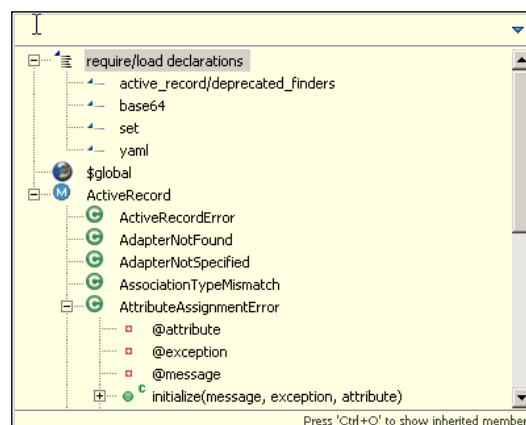 require/load declarations
active_record/deprecated_finders
base64
set
yaml
$global
M ActiveRecord
C ActiveRecordError
C AdapterNotFound
C AdapterNotSpecified
C AssociationTypeMismatch
C AttributeAssignmentError
@attribute
@exception
@message
C initialize(message, exception, attribute)
Press 'Ctrl+O' to show inherited member